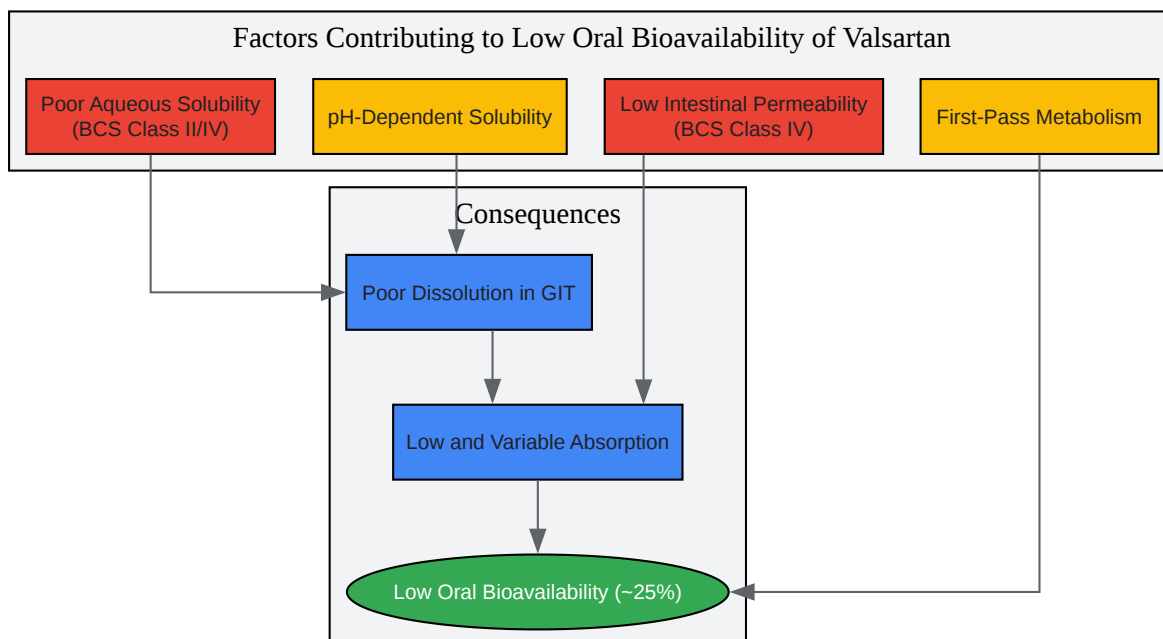 Factors Contributing to Low Oral Bioavailability of Valsartan
Poor Aqueous Solubility
(BCS Class II/IV)
pH-Dependent Solubility
Low Intestinal Permeability
(BCS Class IV)
First-Pass Metabolism
Consequences
Poor Dissolution in GIT
Low and Variable Absorption
Low Oral Bioavailability (~25%)